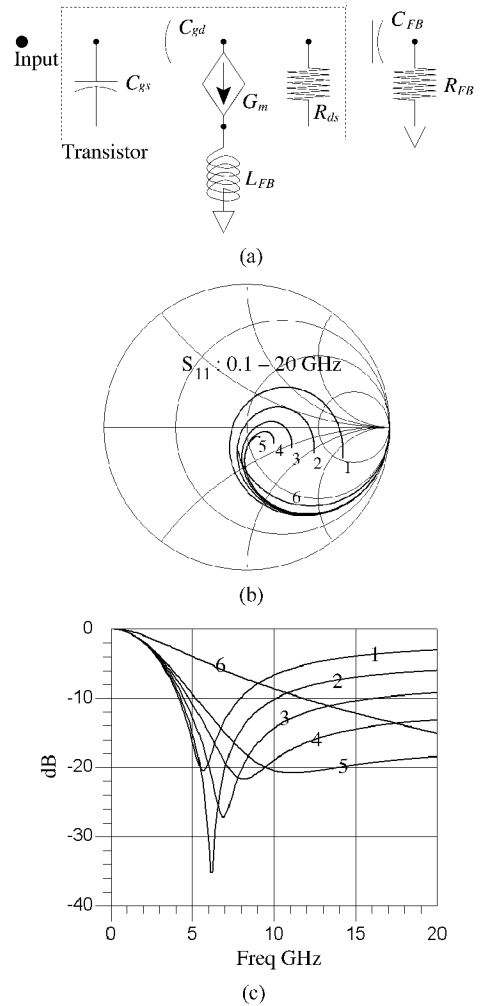 C_gd
C_FB
Input
C_gs
G_m
R_ds
R_FB
Transistor
L_FB
(a)
S_11 : 0.1 – 20 GHz
5 4 3 2 1
6
(b)
0
-10
-20
-30
-40
dB
6
1
2
3
4
5
0 5 10 15 20
Freq GHz
(c)